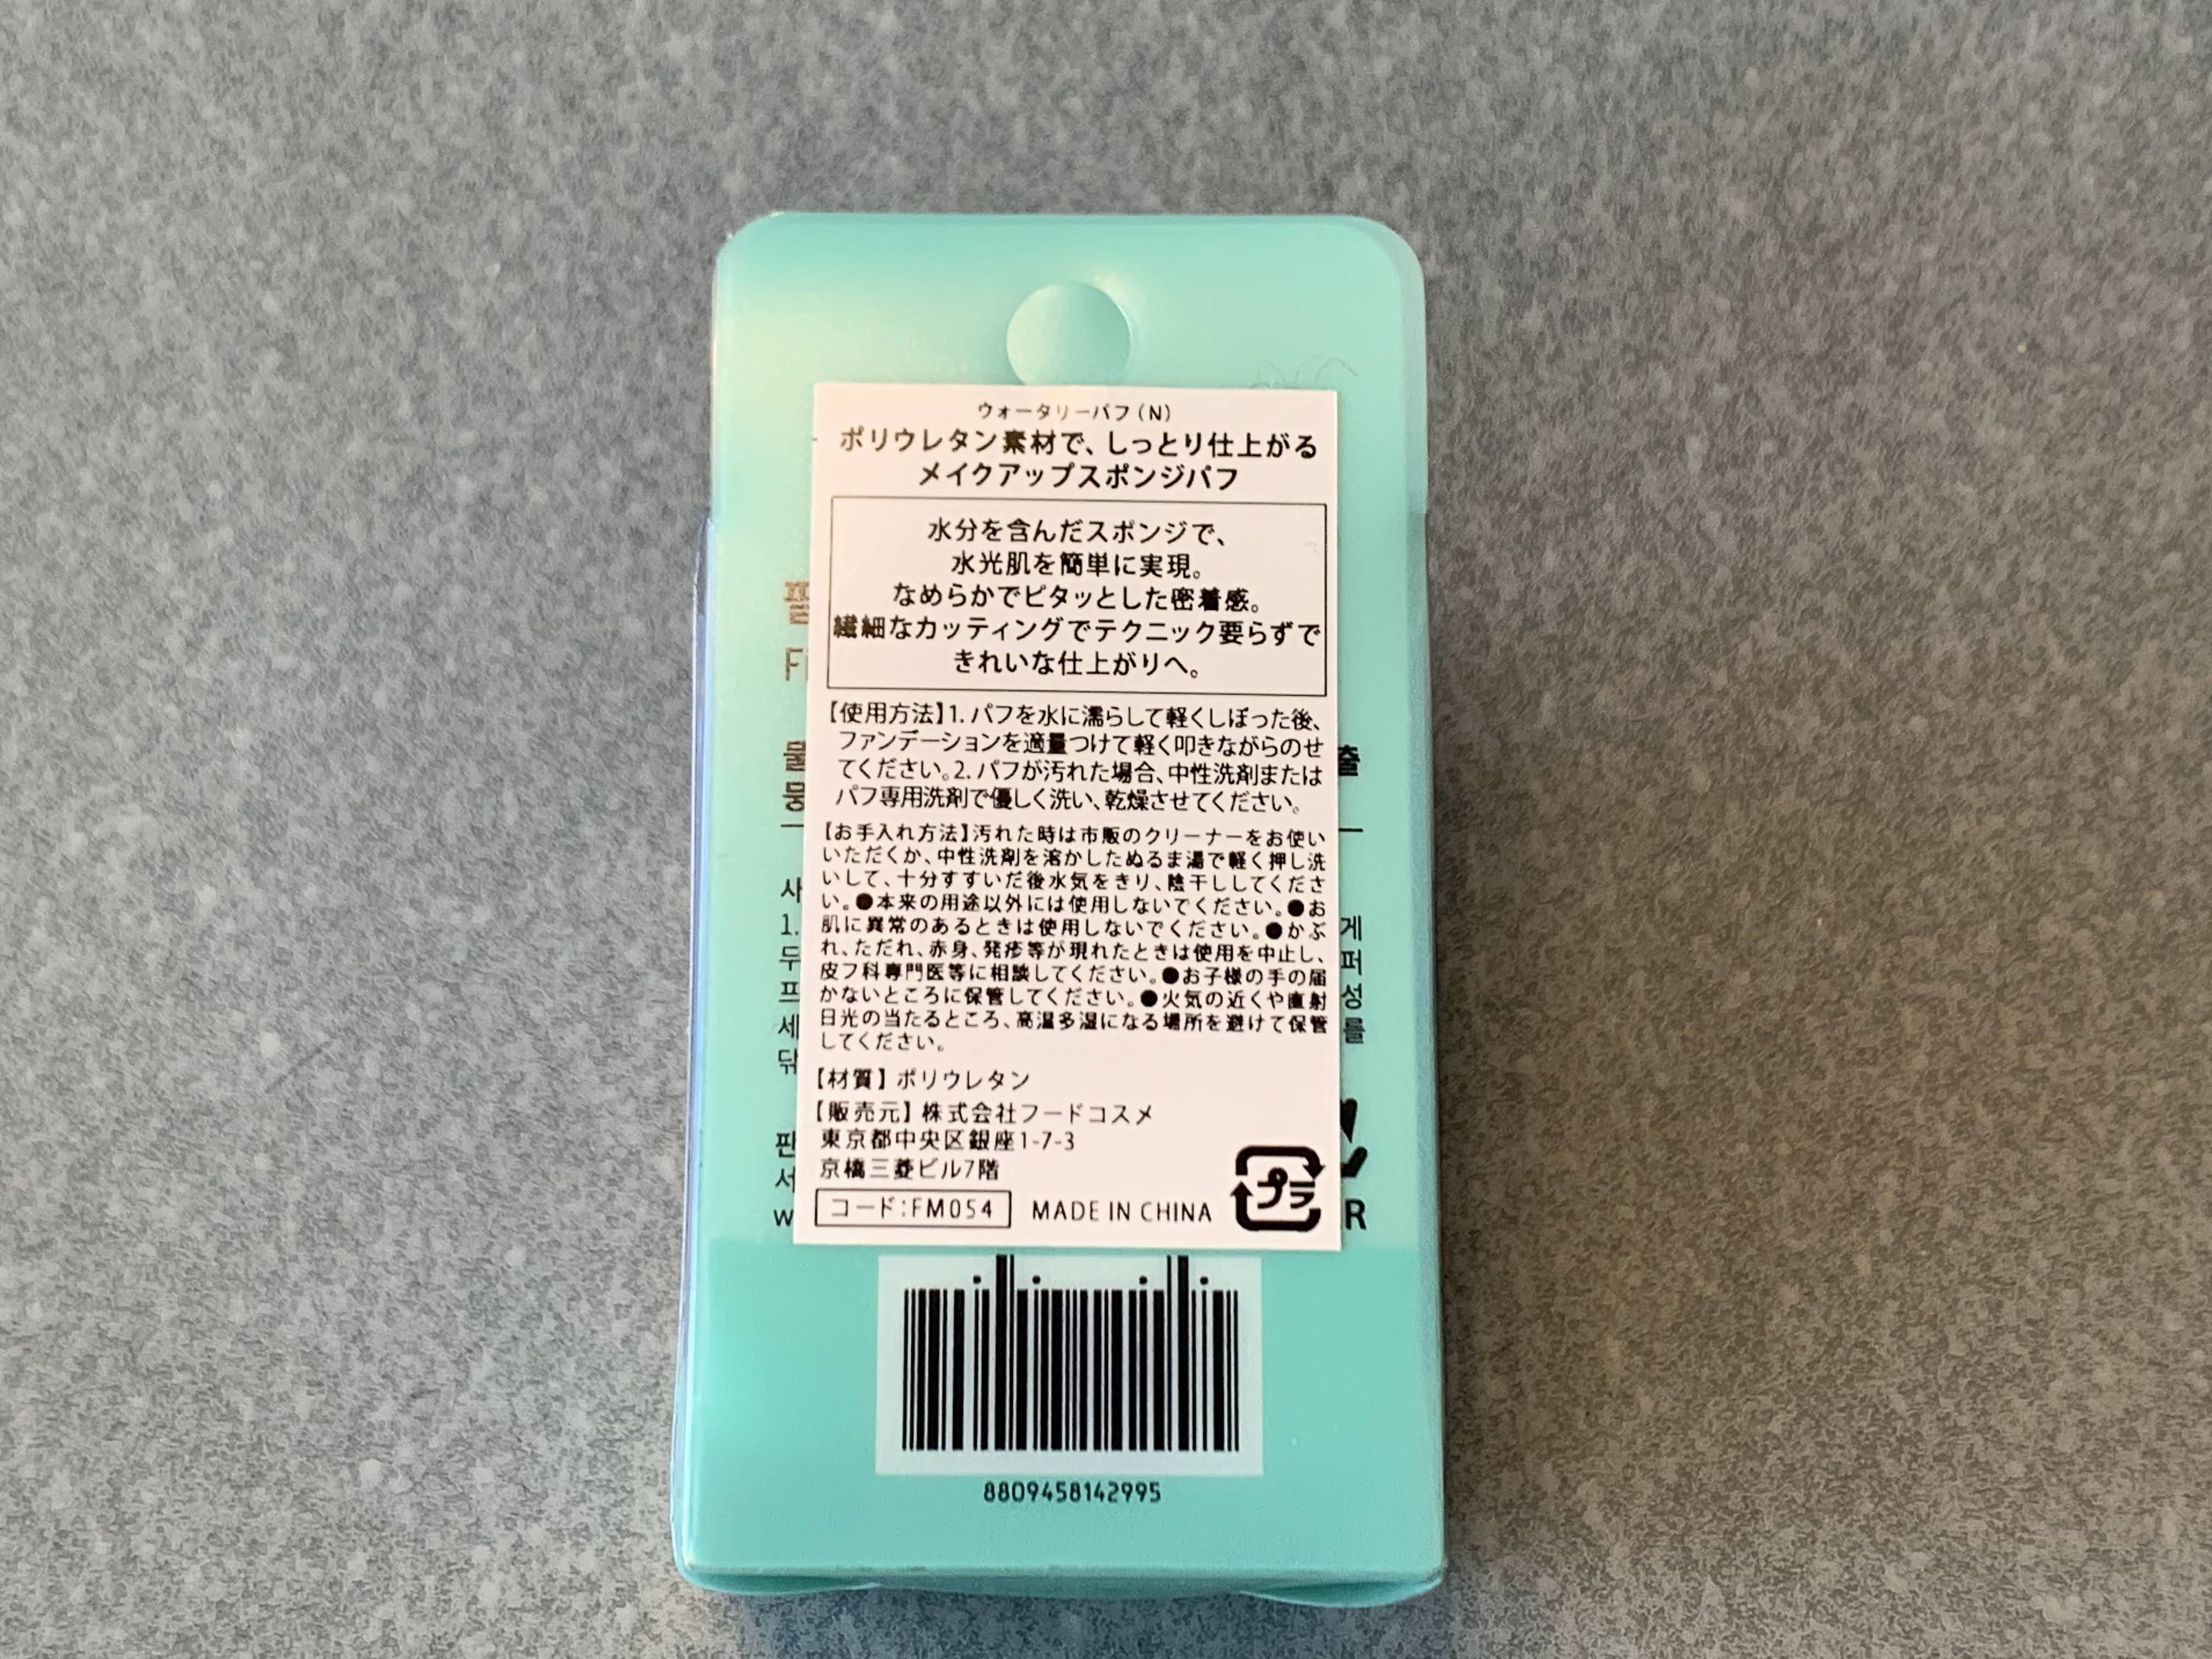 ウォータリーパフ（N）
ポリウレタン素材で、しっとり仕上がる
メイクアップスポンジパフ
水分を含んだスポンジで、
水光肌を簡単に実現。
なめらかでピタッとした密着感。
繊細なカッティングでテクニック要らずで
きれいな仕上がりへ。
【使用方法】1. パフを水に濡らして軽くしぼった後、
ファンデーションを適量つけて軽く叩きながらのせ
てください。2. パフが汚れた場合、中性洗剤または
パフ専用洗剤で優しく洗い、乾燥させてください。
【お手入れ方法】汚れた時は市販のクリーナーをお使い
いただくか、中性洗剤を溶かしたぬるま湯で軽く押し洗
いして、十分すすいだ後水気をきり、陰干ししてくださ
い。●本来の用途以外には使用しないでください。●お
肌に異常のあるときは使用しないでください。●かぶ
れ、ただれ、赤身、発疹等が現れたときは使用を中止し、
皮フ科専門医等に相談してください。●お子様の手の届
かないところに保管してください。●火気の近くや直射
日光の当たるところ、高温多湿になる場所を避けて保管
してください。
【材質】ポリウレタン
【販売元】株式会社フードコスメ
東京都中央区銀座1-7-3
京橋三菱ビル7階
コード:FM054 MADE IN CHINA
プラ
8809458142995